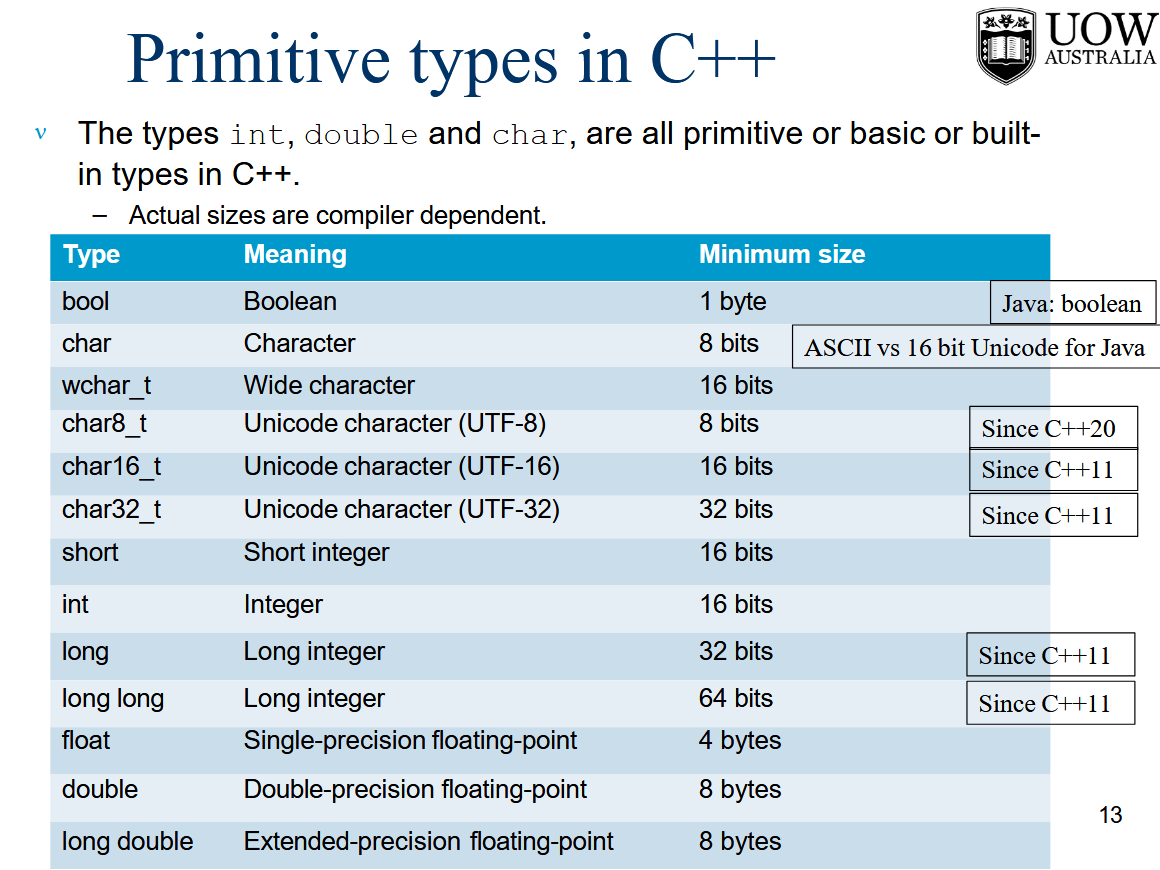 Primitive types in C++
UOW
AUSTRALIA
ν The types int, double and char, are all primitive or basic or built-
in types in C++.
– Actual sizes are compiler dependent.
Type Meaning Minimum size
bool Boolean 1 byte Java: boolean
char Character 8 bits ASCII vs 16 bit Unicode for Java
wchar_t Wide character 16 bits
char8_t Unicode character (UTF-8) 8 bits Since C++20
char16_t Unicode character (UTF-16) 16 bits Since C++11
char32_t Unicode character (UTF-32) 32 bits Since C++11
short Short integer 16 bits
int Integer 16 bits
long Long integer 32 bits Since C++11
long long Long integer 64 bits Since C++11
float Single-precision floating-point 4 bytes
double Double-precision floating-point 8 bytes
13
long double Extended-precision floating-point 8 bytes